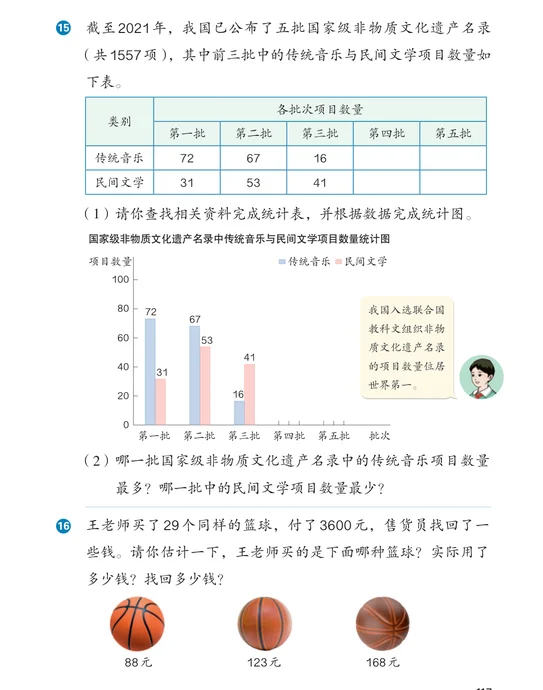 15 截至2021年，我国已公布了五批国家级非物质文化遗产名录
（共1557项），其中前三批中的传统音乐与民间文学项目数量如
下表。
类别 各批次项目数量
第一批 第二批 第三批 第四批 第五批
传统音乐 72 67 16
民间文学 31 53 41
（1）请你查找相关资料完成统计表，并根据数据完成统计图。
国家级非物质文化遗产名录中传统音乐与民间文学项目数量统计图
项目数量 传统音乐 民间文学
100
80
60
40
20
0
72
31
67
53
16
41
第一批 第二批 第三批 第四批 第五批 批次
我国入选联合国
教科文组织非物
质文化遗产名录
的项目数量位居
世界第一。
（2）哪一批国家级非物质文化遗产名录中的传统音乐项目数量
最多？哪一批中的民间文学项目数量最少？
16 王老师买了29个同样的篮球，付了3600元，售货员找回了一
些钱。请你估计一下，王老师买的是下面哪种篮球？实际用了
多少钱？找回多少钱？
88元 123元 168元